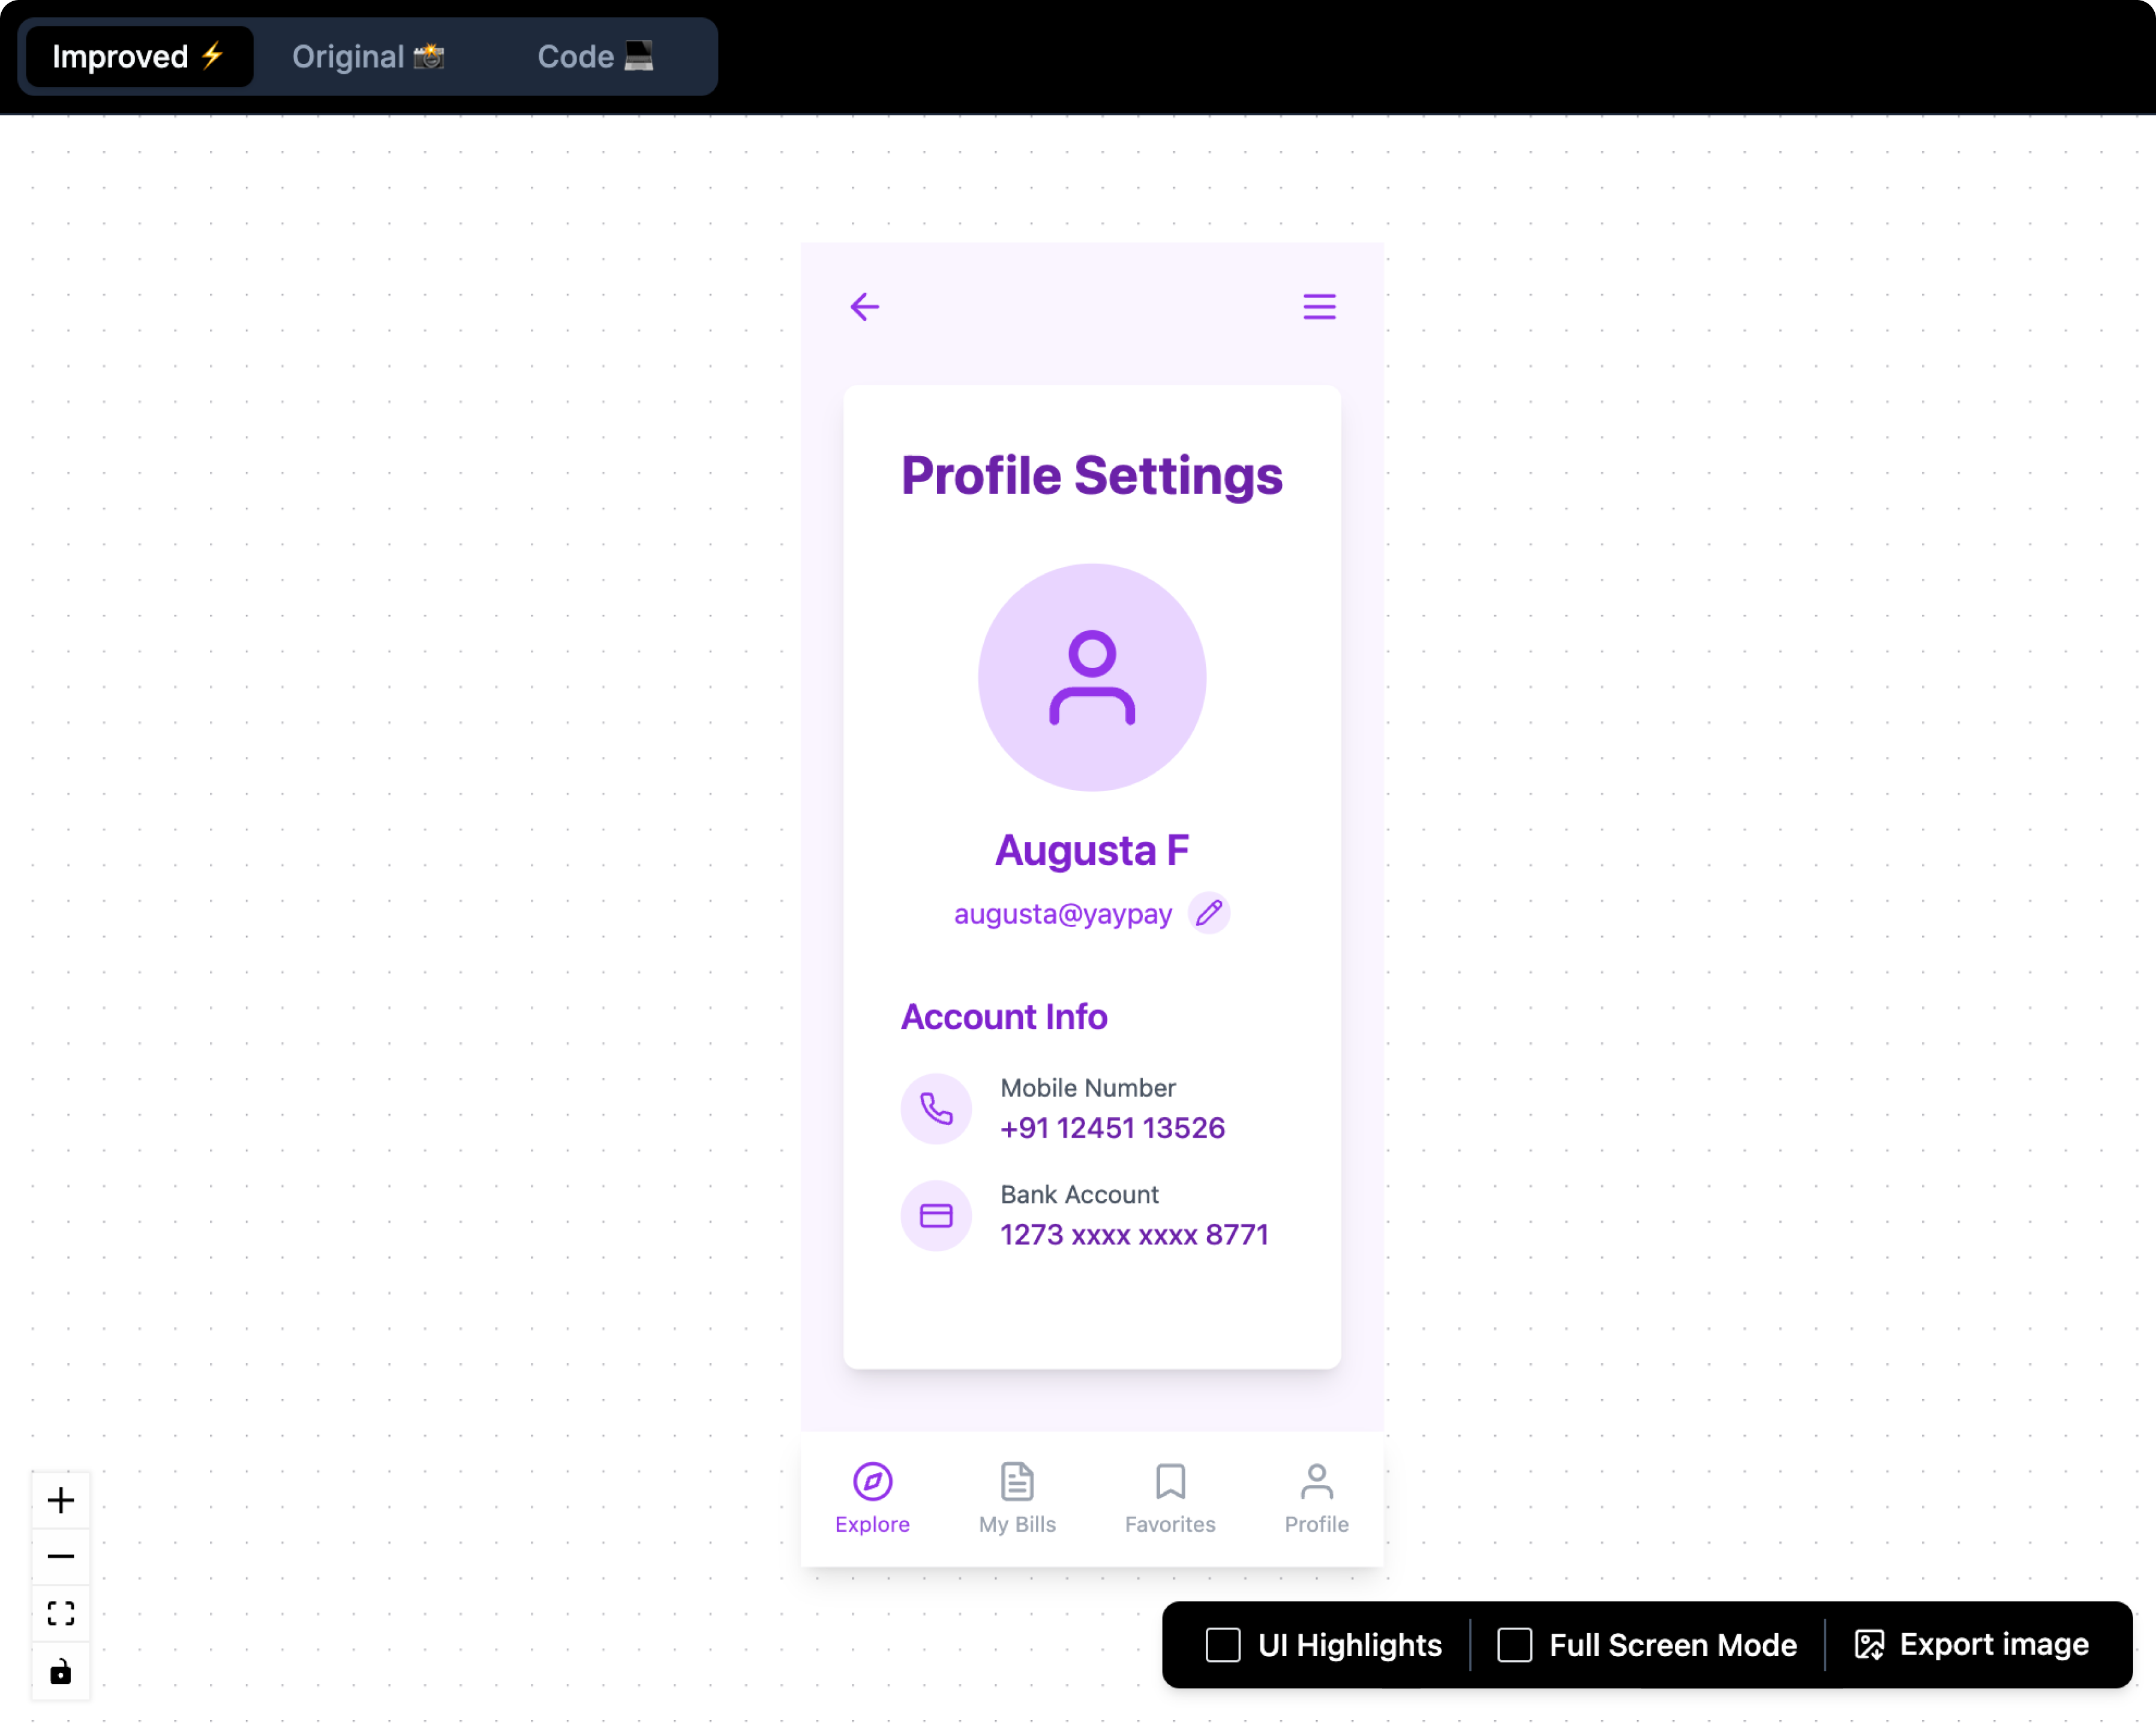 Improved ⚡ Original 📸 Code 💻
Profile Settings
Augusta F
augusta@yaypay
Account Info
Mobile Number
+91 12451 13526
Bank Account
1273 xxxx xxxx 8771
Explore My Bills Favorites Profile
UI Highlights Full Screen Mode Export image